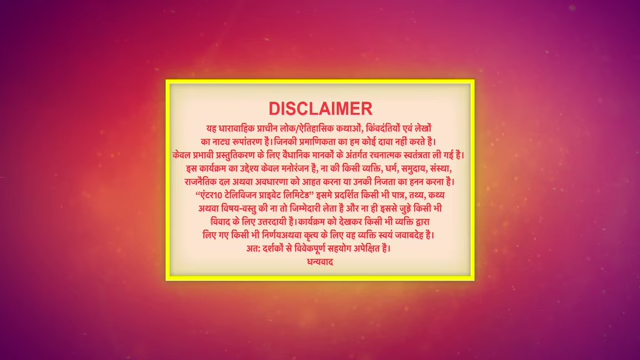 DISCLAIMER
यह धारावाहिक प्राचीन लोक/ऐतिहासिक कथाओं, किंवदंतियों एवं लेखों
का नाट्य रूपांतरण है।जिनकी प्रमाणिकता का हम कोई दावा नहीं करते है।
केवल प्रभावी प्रस्तुतिकरण के लिए वैधानिक मानकों के अंतर्गत रचनात्मक स्वतंत्रता ली गई है।
इस कार्यक्रम का उद्देश्य केवल मनोरंजन है, ना की किसी व्यक्ति, धर्म, समुदाय, संस्था,
राजनैतिक दल अथवा अवधारणा को आहत करना या उनकी निजता का हनन करना है।
“एंटर10 टेलिविजन प्राइवेट लिमिटेड” इसमे प्रदर्शित किसी भी पात्र, तथ्य, कथ्य
अथवा विषय-वस्तु की ना तो जिम्मेदारी लेता है और ना ही इससे जुड़े किसी भी
विवाद के लिए उत्तरदायी है।कार्यक्रम को देखकर किसी भी व्यक्ति द्वारा
लिए गए किसी भी निर्णयअथवा कृत्य के लिए वह व्यक्ति स्वयं जवाबदेह है।
अत: दर्शकों से विवेकपूर्ण सहयोग अपेक्षित है।
धन्यवाद